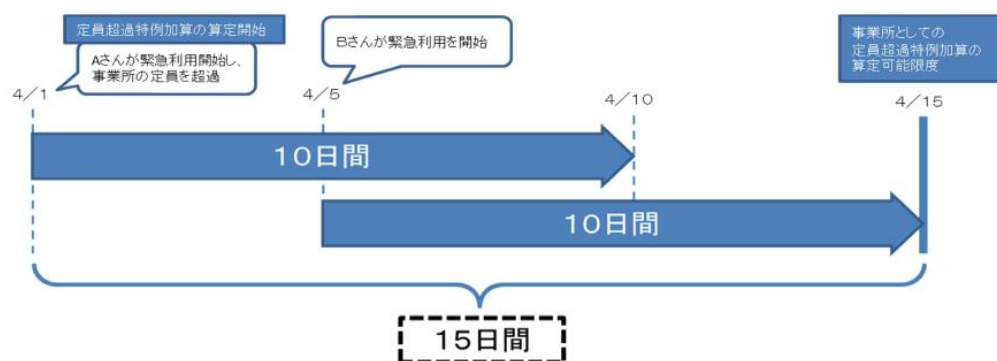 定員超過特例加算の算定開始
Aさんが緊急利用開始し、
事業所の定員を超過
Bさんが緊急利用を開始
事業所としての
定員超過特例加算の
算定可能限度
4/1
4/5
4/10
4/15
10日間
10日間
15日間